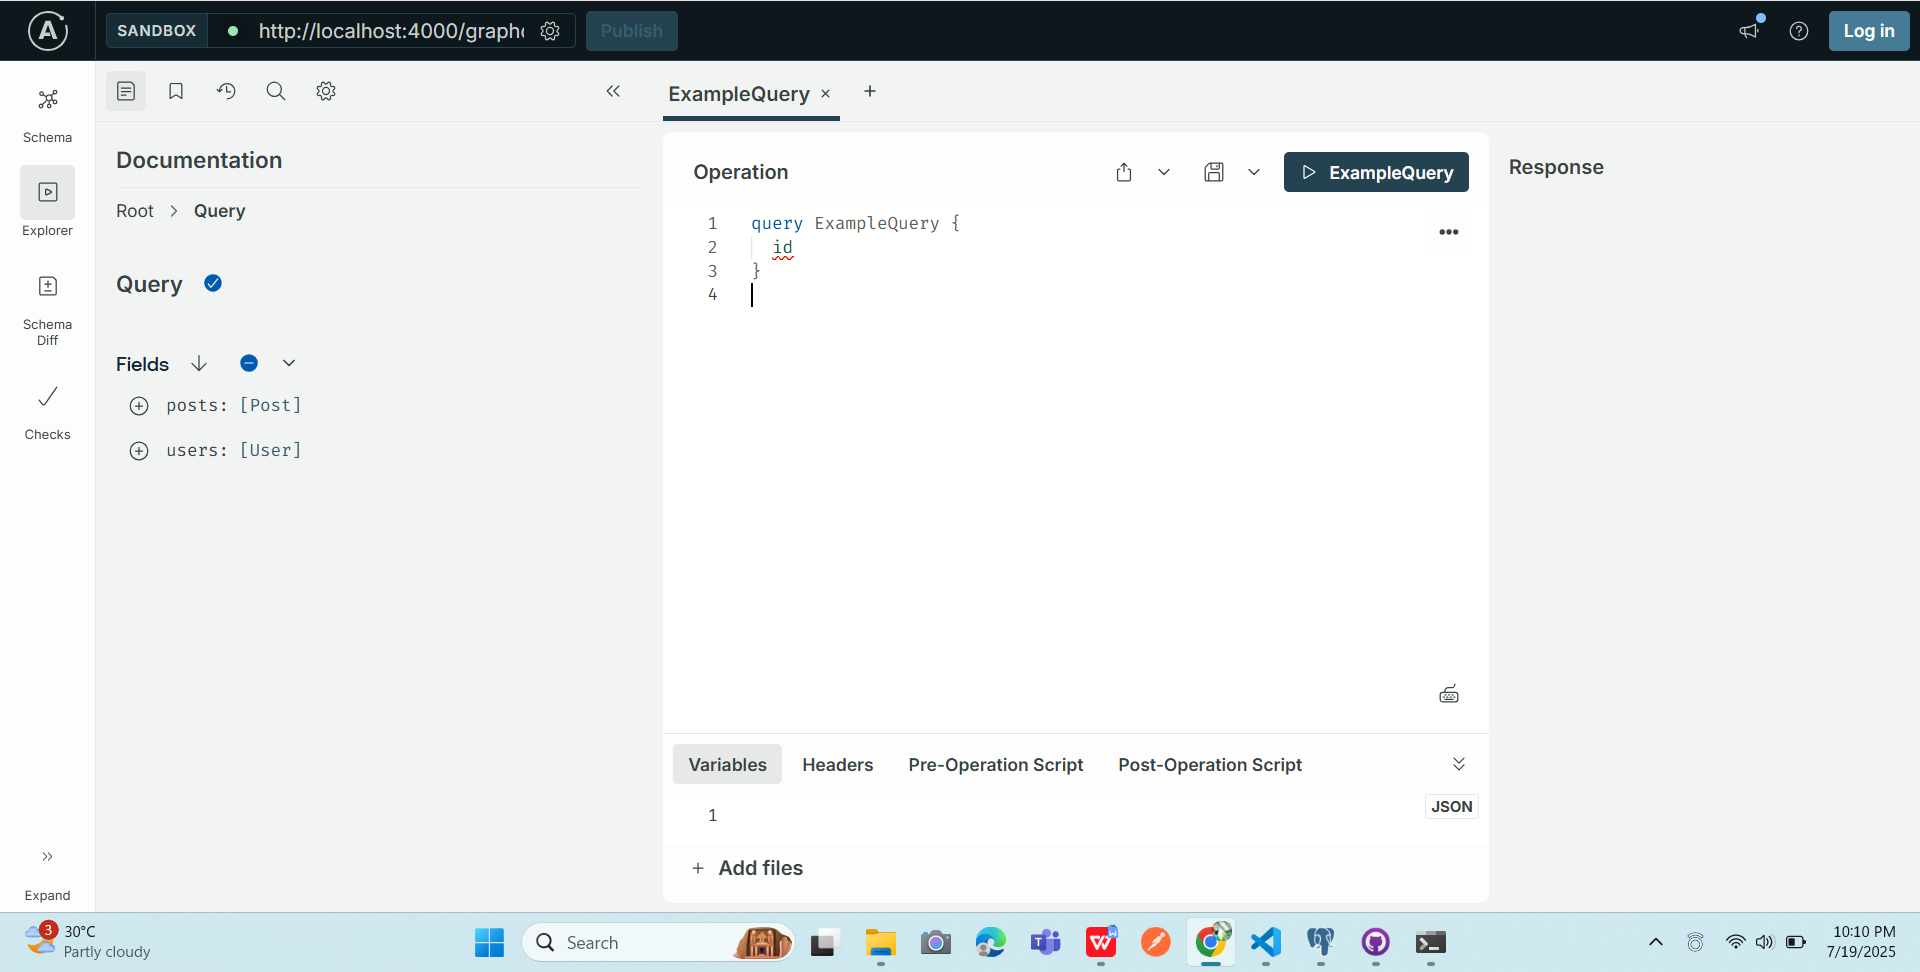 SANDBOX
http://localhost:4000/graph
Publish
Log in
Schema
Explorer
Schema
Diff
Checks
Expand
Documentation
Root > Query
Query
Fields
posts: [Post]
users: [User]
ExampleQuery × +
Operation
ExampleQuery
1 query ExampleQuery {
2 id
3 }
4
Variables Headers Pre-Operation Script Post-Operation Script
1
JSON
+ Add files
Response
3
30°C
Partly cloudy
Search
10:10 PM
7/19/2025